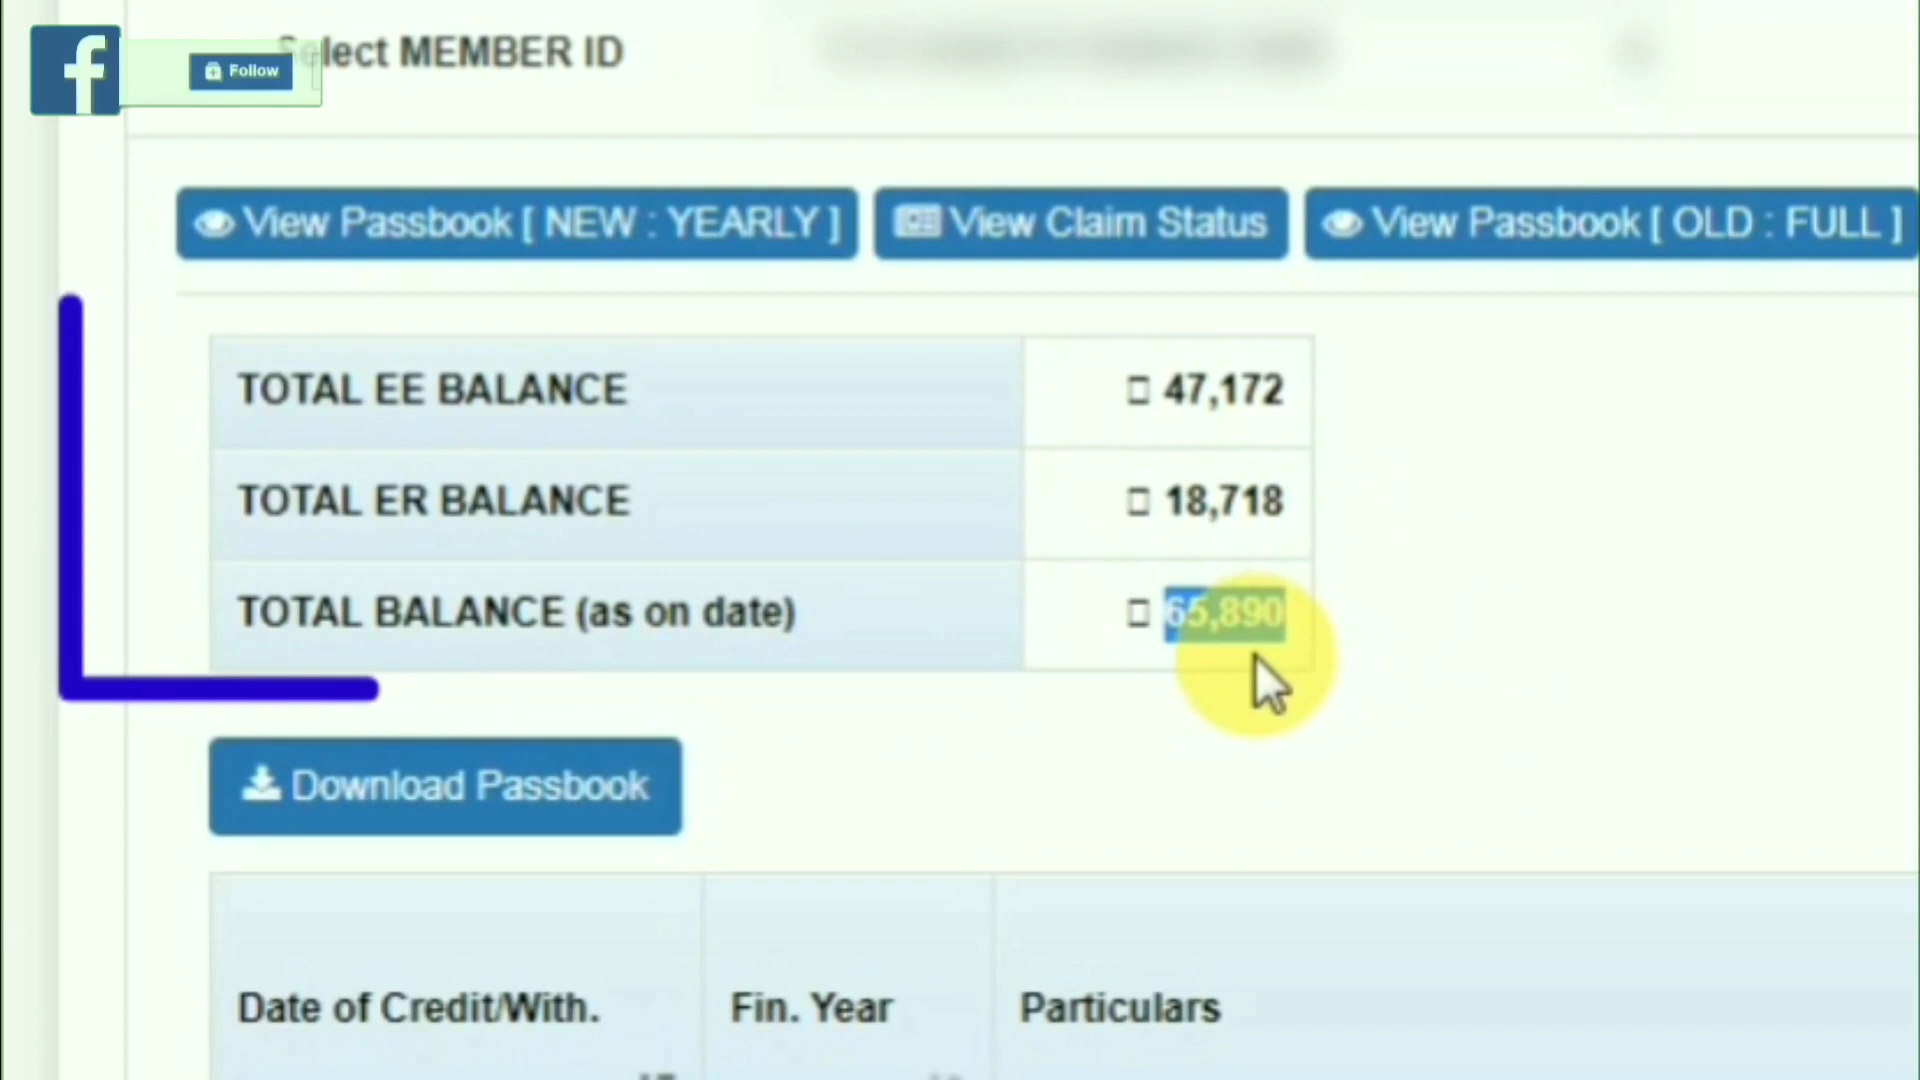 f Follow
Select MEMBER ID
View Passbook [ NEW : YEARLY ] View Claim Status View Passbook [ OLD : FULL ]
TOTAL EE BALANCE 47,172
TOTAL ER BALANCE 18,718
TOTAL BALANCE (as on date) 65,890
Download Passbook
Date of Credit/With. Fin. Year Particulars